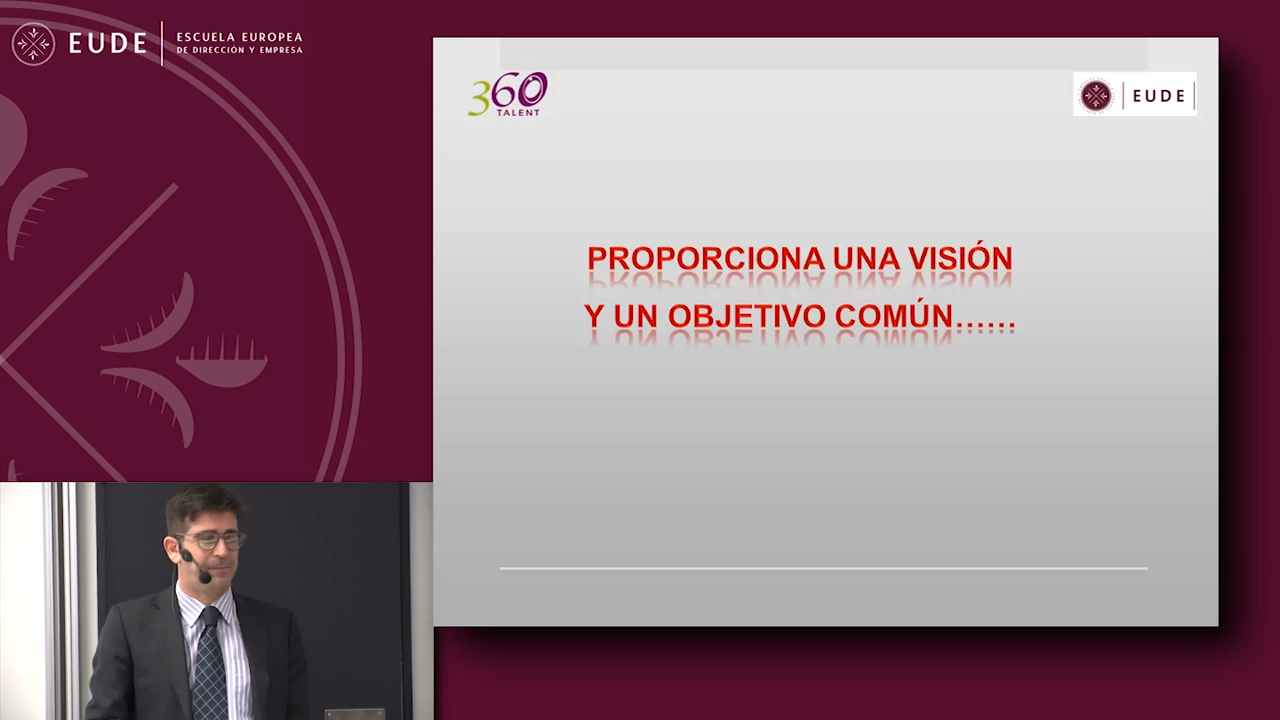 EUDE
ESCUELA EUROPEA
DE DIRECCIÓN Y EMPRESA
360
TALENT
EUDE
PROPORCIONA UNA VISIÓN
Y UN OBJETIVO COMÚN......